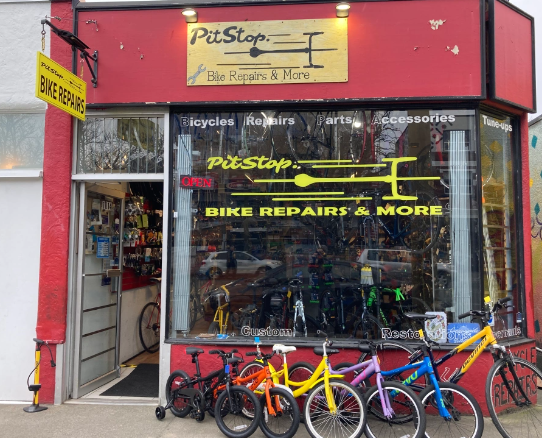 PitStop.
Bike Repairs & More
PitStop.
BIKE REPAIRS
Bicycles Repairs Parts Accessories
Tune-ups
PitStop.
OPEN
BIKE REPAIRS & MORE
Custom
REPAIRS